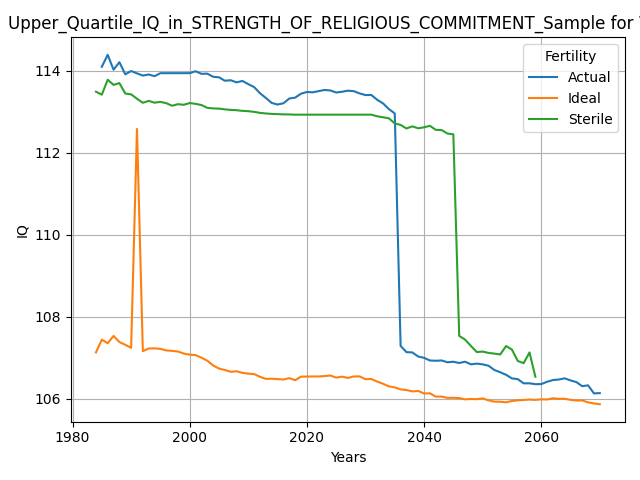 Upper_Quartile_IQ_in_STRENGTH_OF_RELIGIOUS_COMMITMENT_Sample for
Fertility
Actual
Ideal
Sterile
114
112
110
108
106
IQ
1980
2000
2020
2040
2060
Years